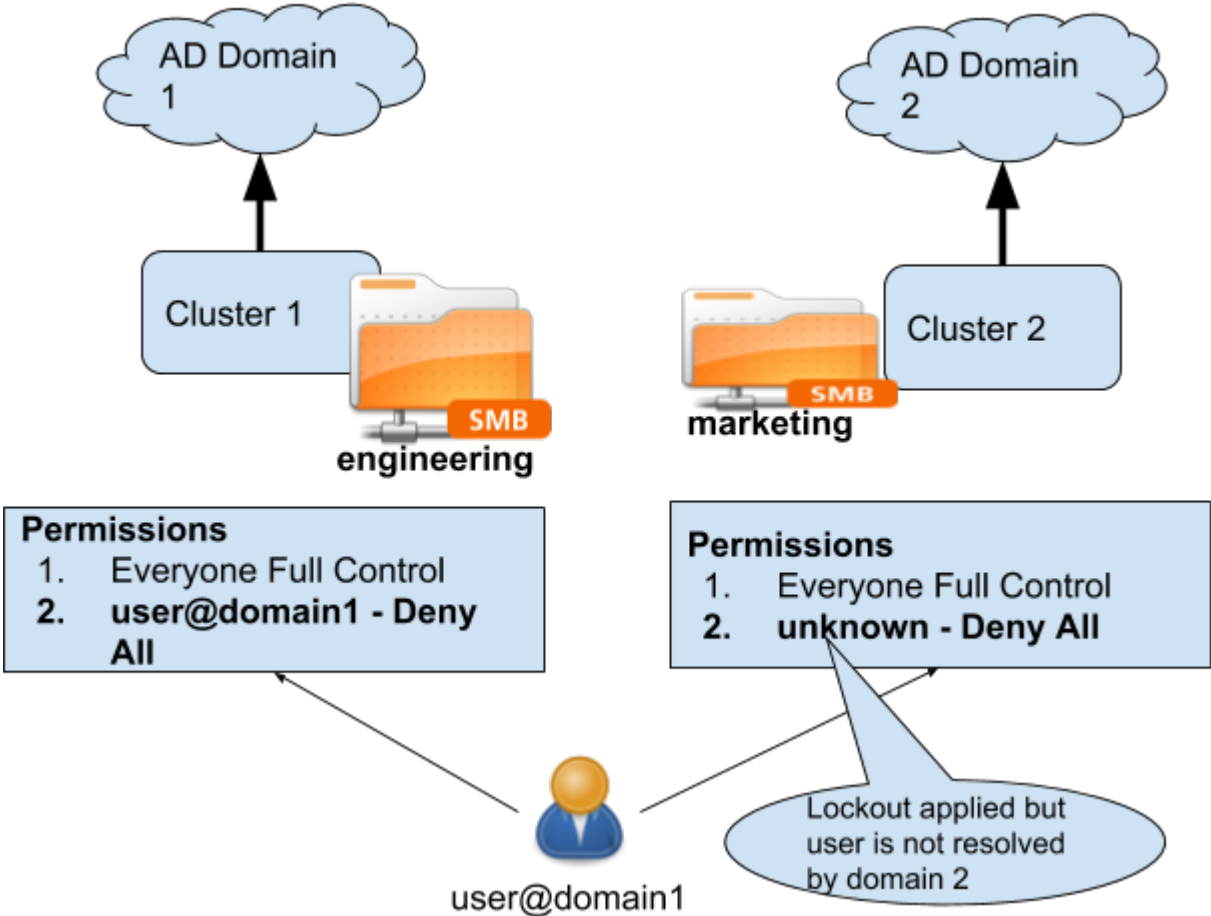 AD Domain
1
AD Domain
2
Cluster 1
Cluster 2
SMB
engineering
SMB
marketing
Permissions
1. Everyone Full Control
2. user@domain1 - Deny
All
Permissions
1. Everyone Full Control
2. unknown - Deny All
Lockout applied but
user is not resolved
by domain 2
user@domain1